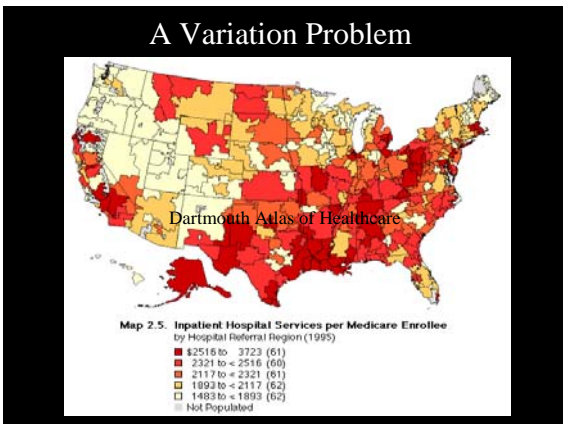 A Variation Problem
Dartmouth Atlas of Healthcare
Map 2.5. Inpatient Hospital Services per Medicare Enrollee
by Hospital Referral Region (1995)
$2516 to 3723 (61)
2321 to < 2516 (60)
2117 to < 2321 (61)
1893 to < 2117 (62)
1483 to < 1893 (62)
Not Populated